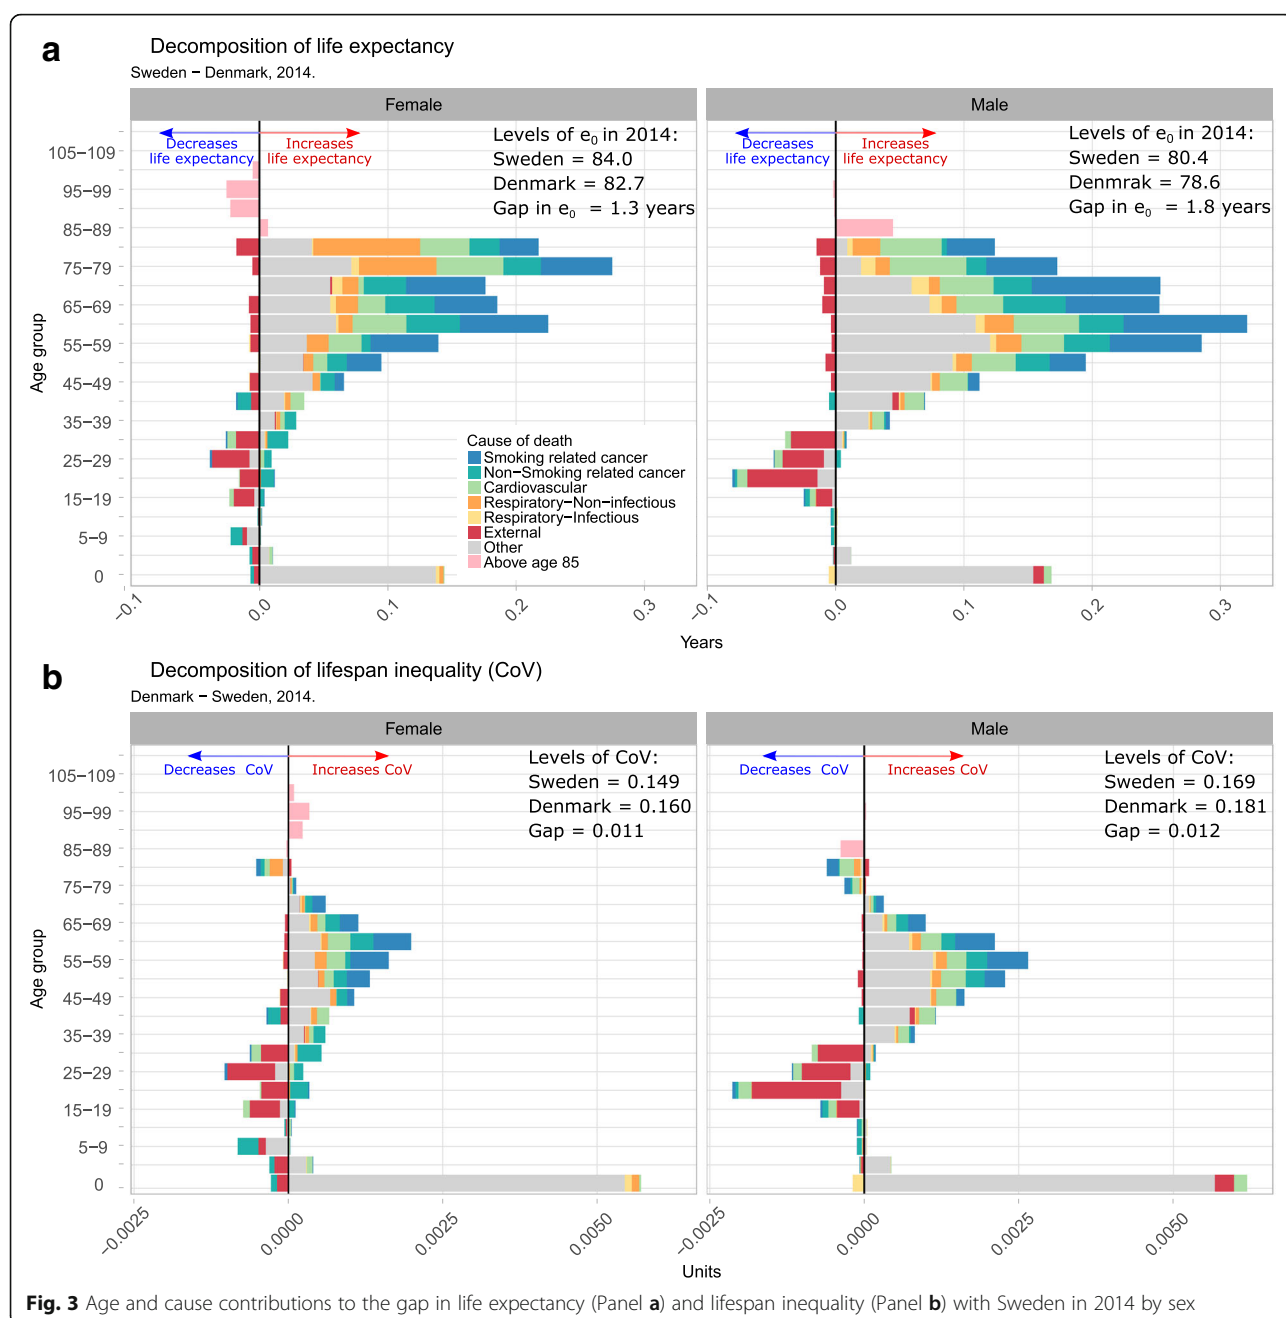 a
Decomposition of life expectancy
Sweden − Denmark, 2014.
Female
Male
Decreases
life expectancy
Increases
life expectancy
Levels of e0 in 2014:
Sweden = 84.0
Denmark = 82.7
Gap in e0 = 1.3 years
Decreases
life expectancy
Increases
life expectancy
Levels of e0 in 2014:
Sweden = 80.4
Denmrak = 78.6
Gap in e0 = 1.8 years
Age group
105−109
95−99
85−89
75−79
65−69
55−59
45−49
35−39
25−29
15−19
5−9
0
Cause of death
Smoking related cancer
Non−Smoking related cancer
Cardiovascular
Respiratory−Non−infectious
Respiratory−Infectious
External
Other
Above age 85
−0.1
0.0
0.1
0.2
0.3
−0.1
0.0
0.1
0.2
0.3
Years
b
Decomposition of lifespan inequality (CoV)
Denmark − Sweden, 2014.
Female
Male
Decreases CoV
Increases CoV
Levels of CoV:
Sweden = 0.149
Denmark = 0.160
Gap = 0.011
Decreases CoV
Increases CoV
Levels of CoV:
Sweden = 0.169
Denmark = 0.181
Gap = 0.012
Age group
105−109
95−99
85−89
75−79
65−69
55−59
45−49
35−39
25−29
15−19
5−9
0
−0.0025
0.0000
0.0025
0.0050
−0.0025
0.0000
0.0025
0.0050
Units
Fig. 3 Age and cause contributions to the gap in life expectancy (Panel a) and lifespan inequality (Panel b) with Sweden in 2014 by sex